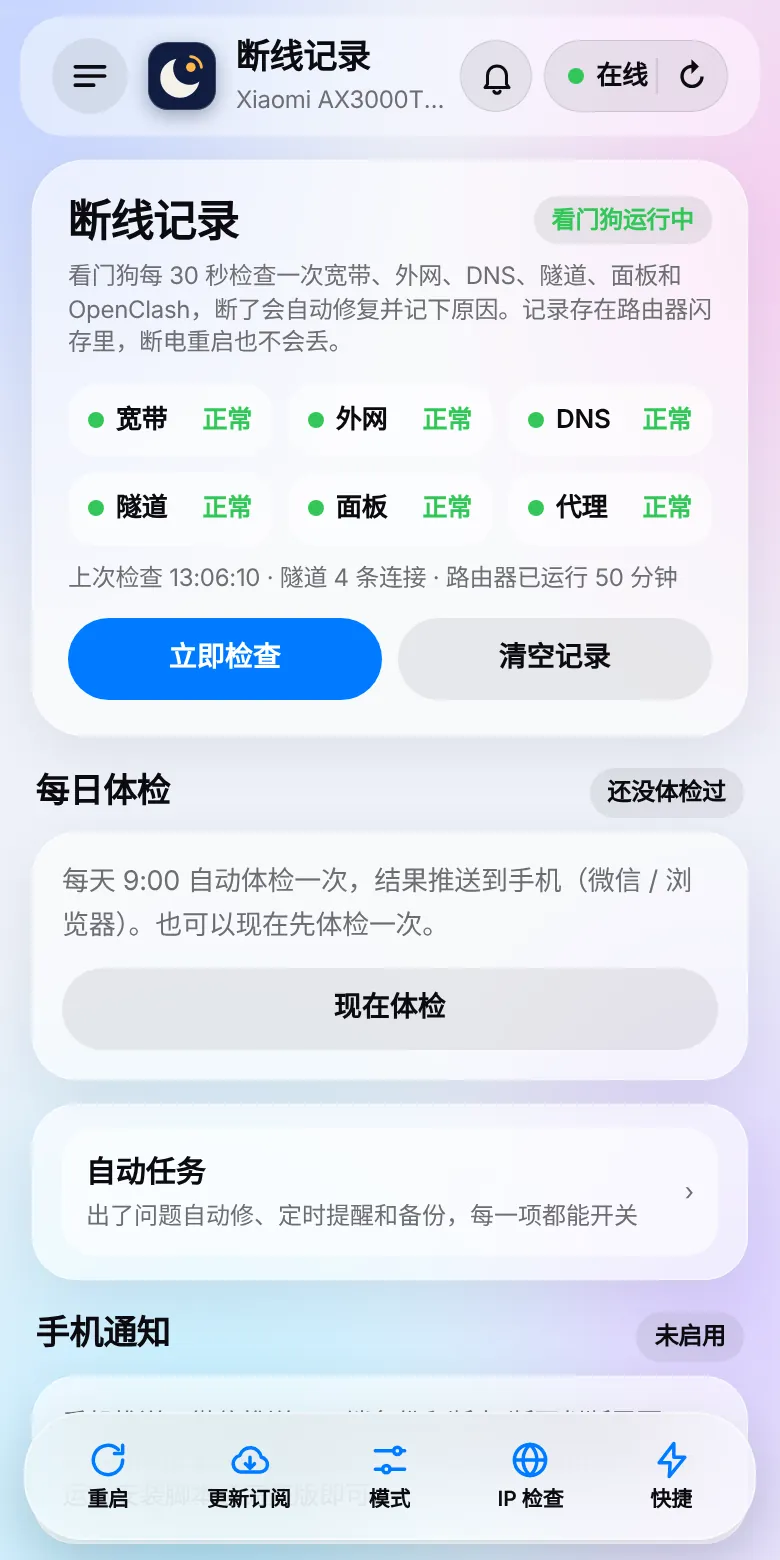 断线记录
Xiaomi AX3000T...
在线
断线记录
看门狗运行中
看门狗每 30 秒检查一次宽带、外网、DNS、隧道、面板和
OpenClash，断了会自动修复并记下原因。记录存在路由器闪
存里，断电重启也不会丢。
宽带 正常
外网 正常
DNS 正常
隧道 正常
面板 正常
代理 正常
上次检查 13:06:10 · 隧道 4 条连接 · 路由器已运行 50 分钟
立即检查
清空记录
每日体检
还没体检过
每天 9:00 自动体检一次，结果推送到手机（微信 / 浏
览器）。也可以现在先体检一次。
现在体检
自动任务
出了问题自动修、定时提醒和备份，每一项都能开关
›
手机通知
未启用
重启
更新订阅
模式
IP 检查
快捷